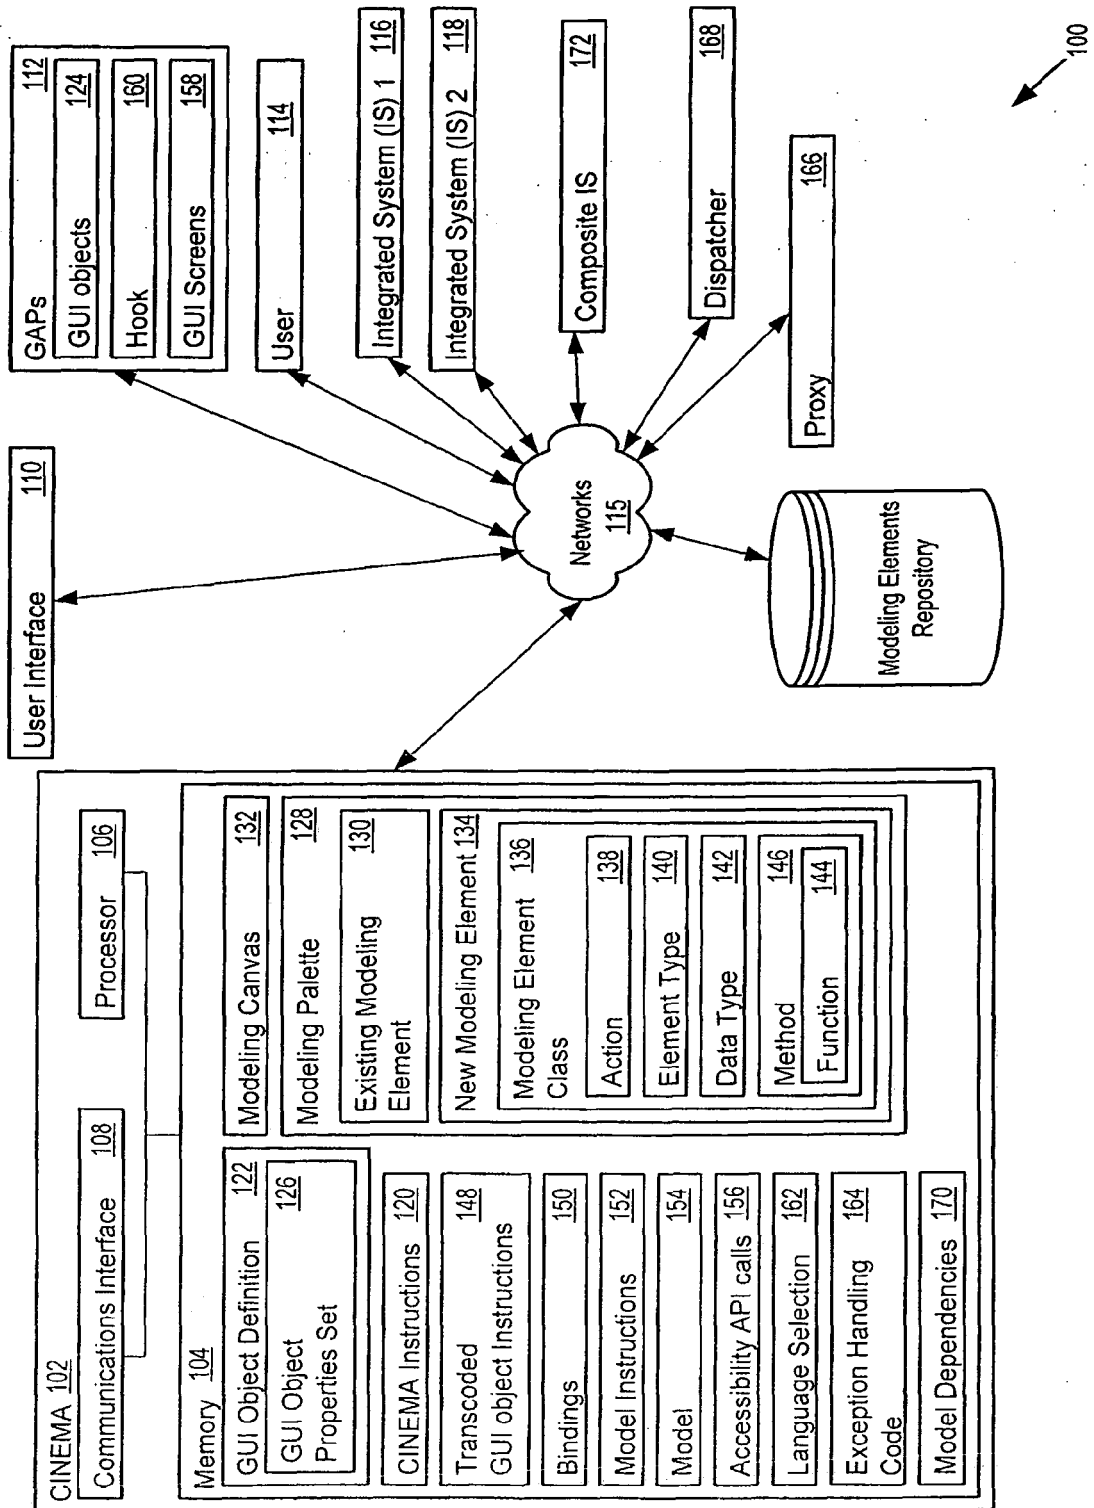 CINEMA 102
Communications Interface 108
Processor 106
Memory 104
GUI Object Definition 122
GUI Object
Properties Set 126
CINEMA Instructions 120
Transcoded 148
GUI object Instructions
Bindings 150
Model Instructions 152
Model 154
Accessibility API calls 156
Language Selection 162
Exception Handling 164
Code
Model Dependencies 170
Modeling Canvas 132
Modeling Palette 128
Existing Modeling 130
Element
New Modeling Element 134
Modeling Element 136
Class
Action 138
Element Type 140
Data Type 142
Method 146
Function 144
User Interface 110
GAPs 112
GUI objects 124
Hook 160
GUI Screens 158
User 114
Integrated System (IS) 1 116
Integrated System (IS) 2 118
Composite IS 172
Dispatcher 168
Proxy 166
Networks
115
Modeling Elements
Repository
100